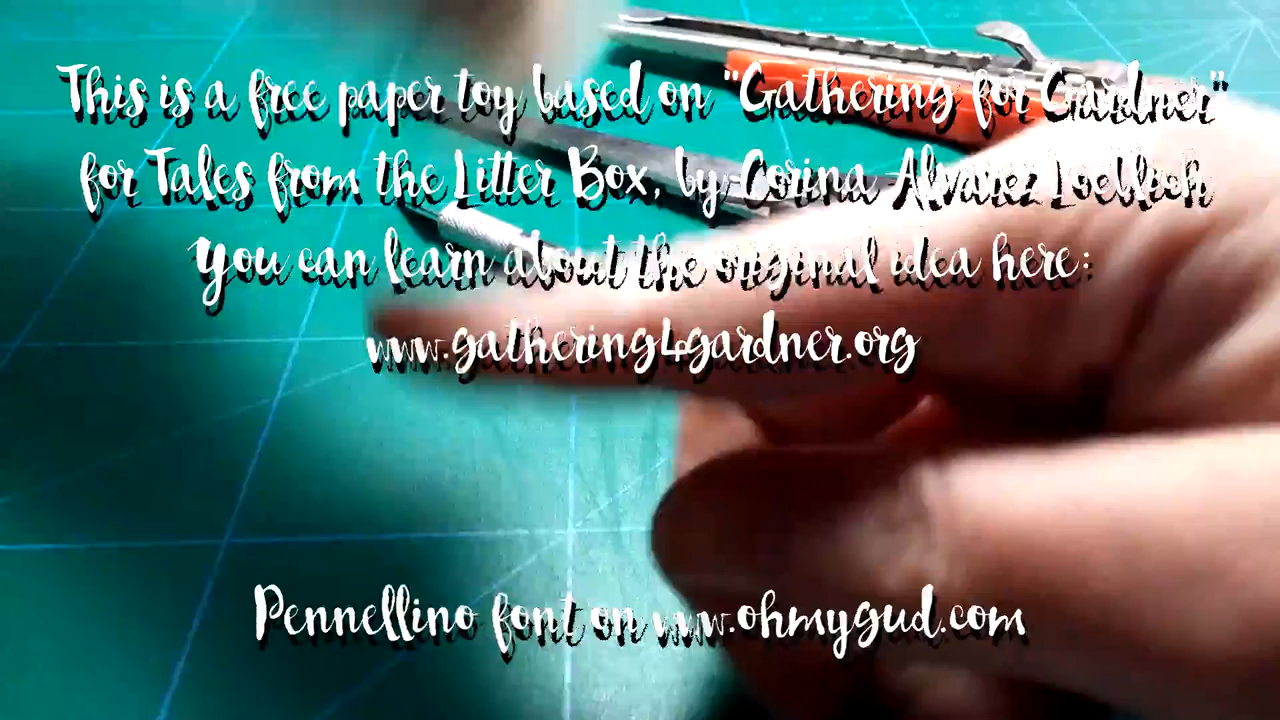 This is a free paper toy based on "Gathering for Gardner"
for Tales from the Litter Box, by Corina Alvarez Loeblich
You can learn about the original idea here:
www.gathering4gardner.org
Pennellino font on www.ohmygud.com